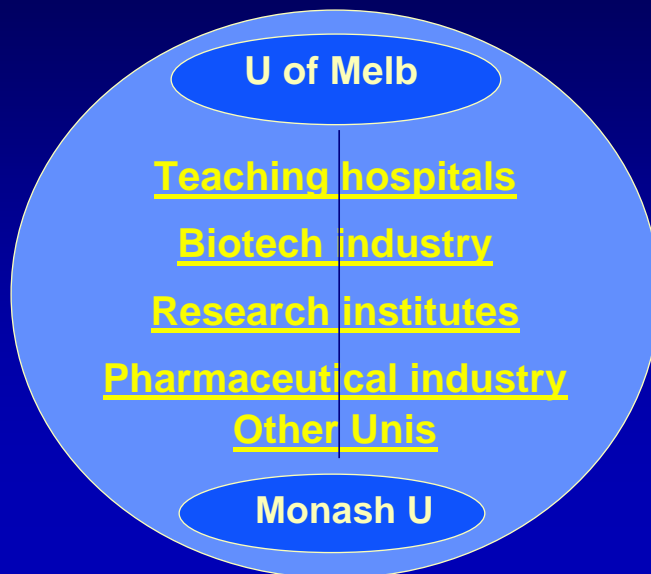 U of Melb
Teaching hospitals
Biotech industry
Research institutes
Pharmaceutical industry
Other Unis
Monash U